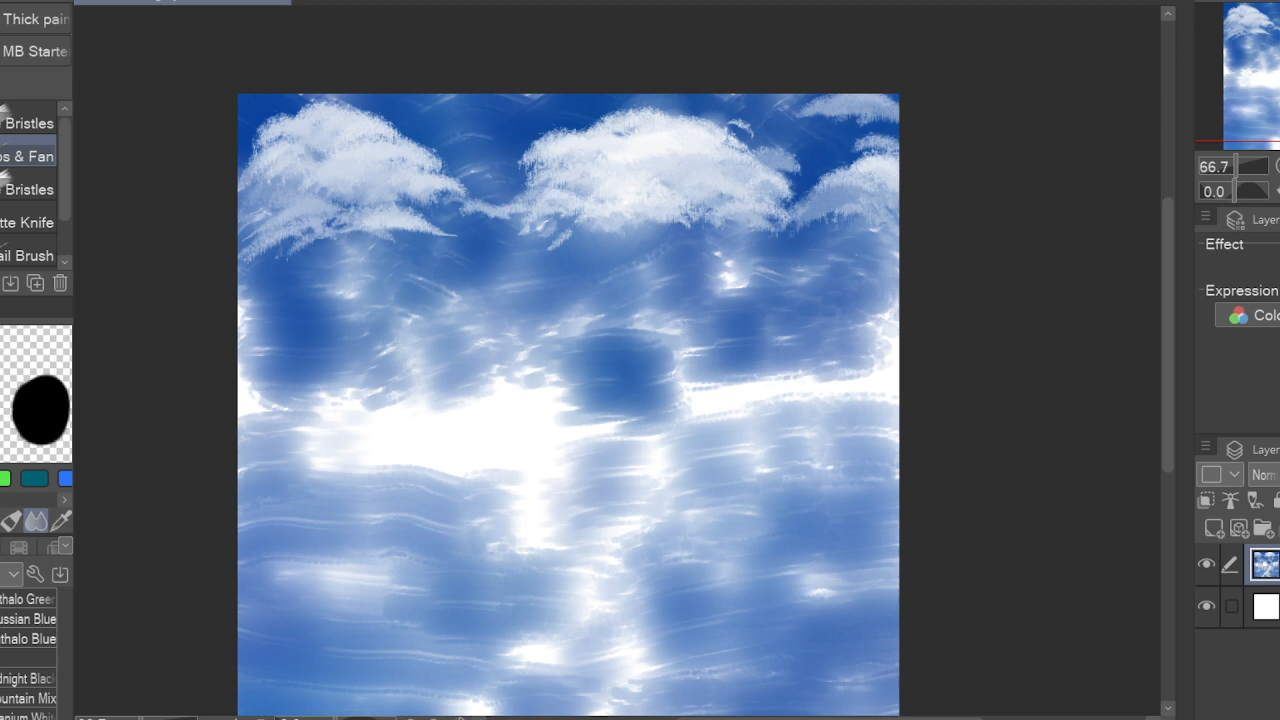 Thick pain
MB Starte
Bristles
os & Fan
Bristles
tte Knife
ail Brush
thalo Green
ussian Blue
thalo Blue
dnight Blac
ountain Mix
66.7
0.0
Layer
Effect
Expression
Colo
Layer
Norm